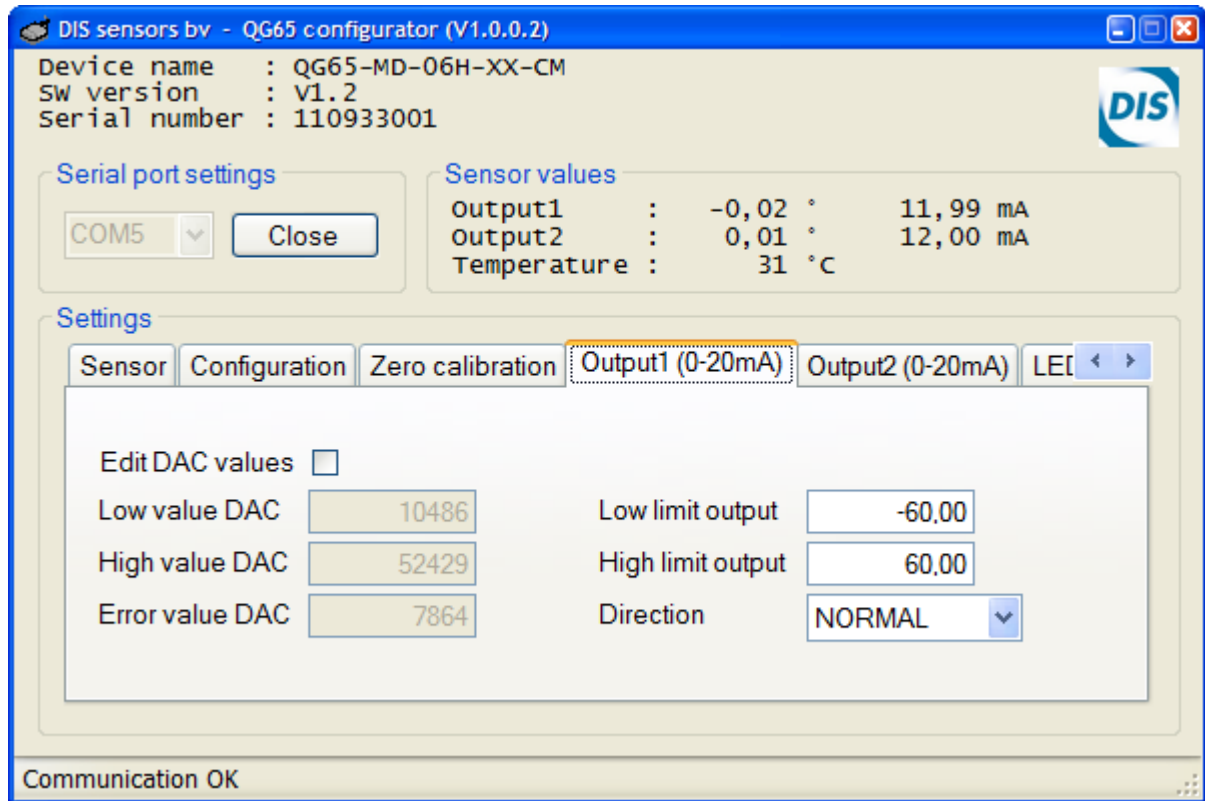 DIS sensors bv - QG65 configurator (V1.0.0.2)
Device name : QG65-MD-06H-XX-CM
SW version : V1.2
Serial number : 110933001
DIS
Serial port settings
COM5
Close
Sensor values
Output1 : -0,02 ° 11,99 mA
Output2 : 0,01 ° 12,00 mA
Temperature : 31 °C
Settings
Sensor Configuration Zero calibration Output1 (0-20mA) Output2 (0-20mA) LED
Edit DAC values
Low value DAC 10486 Low limit output -60,00
High value DAC 52429 High limit output 60,00
Error value DAC 7864 Direction NORMAL
Communication OK